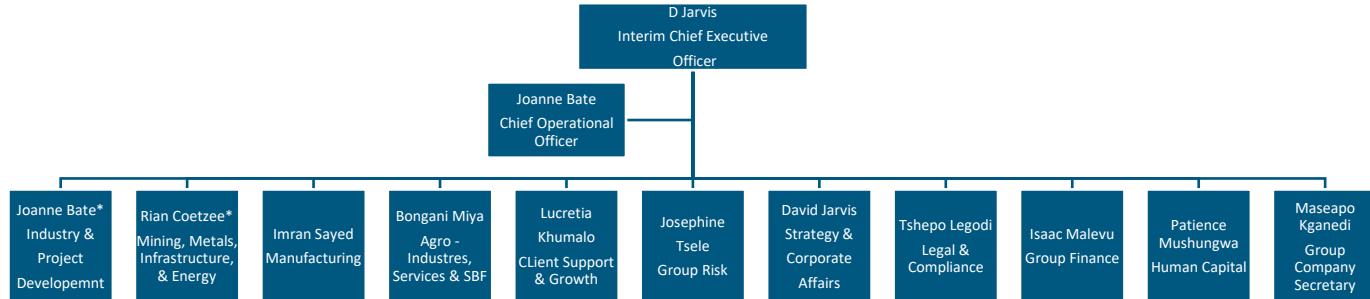 D Jarvis
Interim Chief Executive
Officer
Joanne Bate
Chief Operational
Officer
Joanne Bate*
Industry &
Project
Developemnt
Rian Coetzee*
Mining, Metals,
Infrastructure,
& Energy
Imran Sayed
Manufacturing
Bongani Miya
Agro -
Industres,
Services & SBF
Lucretia
Khumalo
CLient Support
& Growth
Josephine
Tsele
Group Risk
David Jarvis
Strategy &
Corporate
Affairs
Tshepo Legodi
Legal &
Compliance
Isaac Malevu
Group Finance
Patience
Mushungwa
Human Capital
Maseapo
Kganedi
Group
Company
Secretary